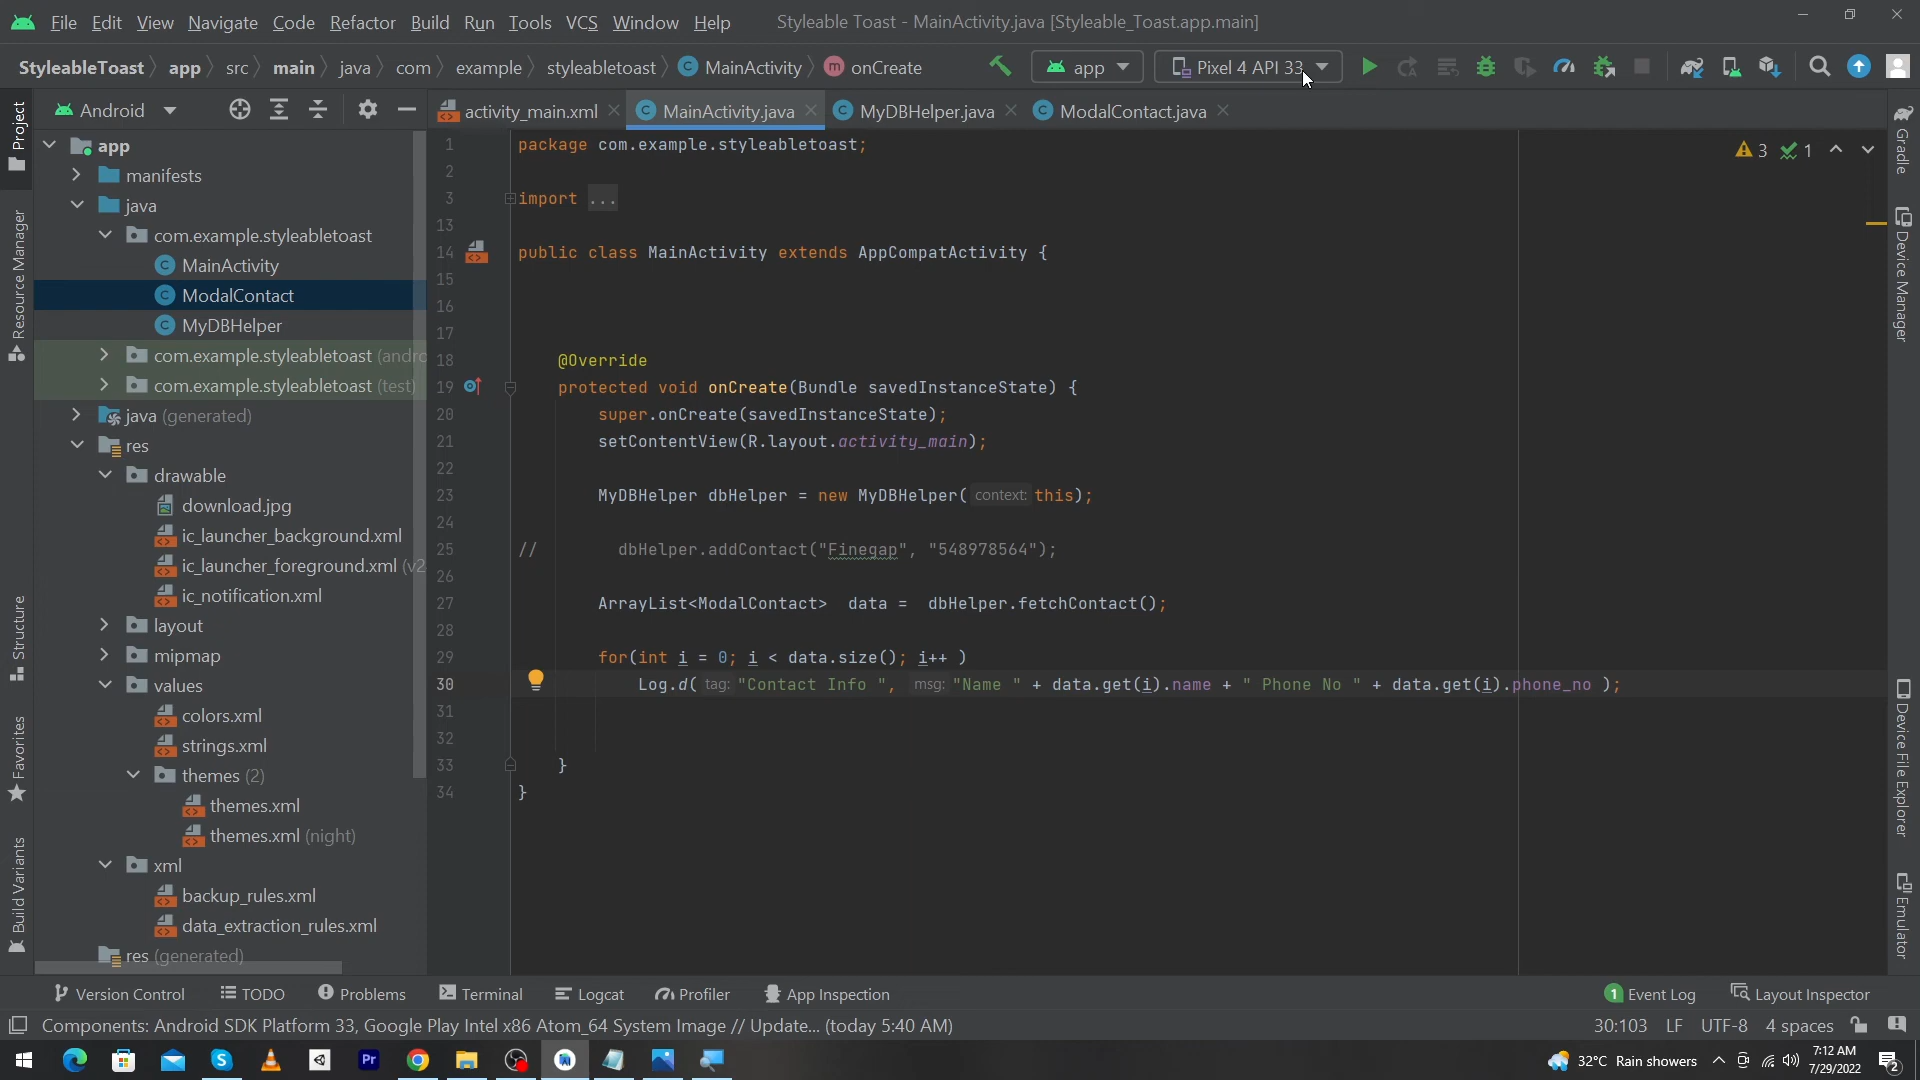 File Edit View Navigate Code Refactor Build Run Tools VCS Window Help Styleable Toast - MainActivity.java [Styleable_Toast.app.main]
StyleableToast app src main java com example styleabletoast MainActivity onCreate app Pixel 4 API 33
Android
activity_main.xml MainActivity.java MyDBHelper.java ModalContact.java
Project
Resource Manager
Structure
Favorites
Build Variants
app
manifests
java
com.example.styleabletoast
MainActivity
ModalContact
MyDBHelper
com.example.styleabletoast (andro
com.example.styleabletoast (test)
java (generated)
res
drawable
download.jpg
ic_launcher_background.xml
ic_launcher_foreground.xml (v2
ic_notification.xml
layout
mipmap
values
colors.xml
strings.xml
themes (2)
themes.xml
themes.xml (night)
xml
backup_rules.xml
data_extraction_rules.xml
res (generated)
3 1
1 package com.example.styleabletoast;
2
3 import ...
13
14 public class MainActivity extends AppCompatActivity {
15
16
17
18 @Override
19 protected void onCreate(Bundle savedInstanceState) {
20 super.onCreate(savedInstanceState);
21 setContentView(R.layout.activity_main);
22
23 MyDBHelper dbHelper = new MyDBHelper( context: this);
24
25 // dbHelper.addContact("Finegap", "548978564");
26
27 ArrayList<ModalContact> data = dbHelper.fetchContact();
28
29 for(int i = 0; i < data.size(); i++ )
30 Log.d( tag: "Contact Info ", msg: "Name " + data.get(i).name + " Phone No " + data.get(i).phone_no );
31
32
33 }
34 }
Gradle
Device Manager
Device File Explorer
Emulator
Version Control TODO Problems Terminal Logcat Profiler App Inspection 1 Event Log Layout Inspector
Components: Android SDK Platform 33, Google Play Intel x86 Atom_64 System Image // Update... (today 5:40 AM) 30:103 LF UTF-8 4 spaces
32°C Rain showers 7:12 AM
7/29/2022 2